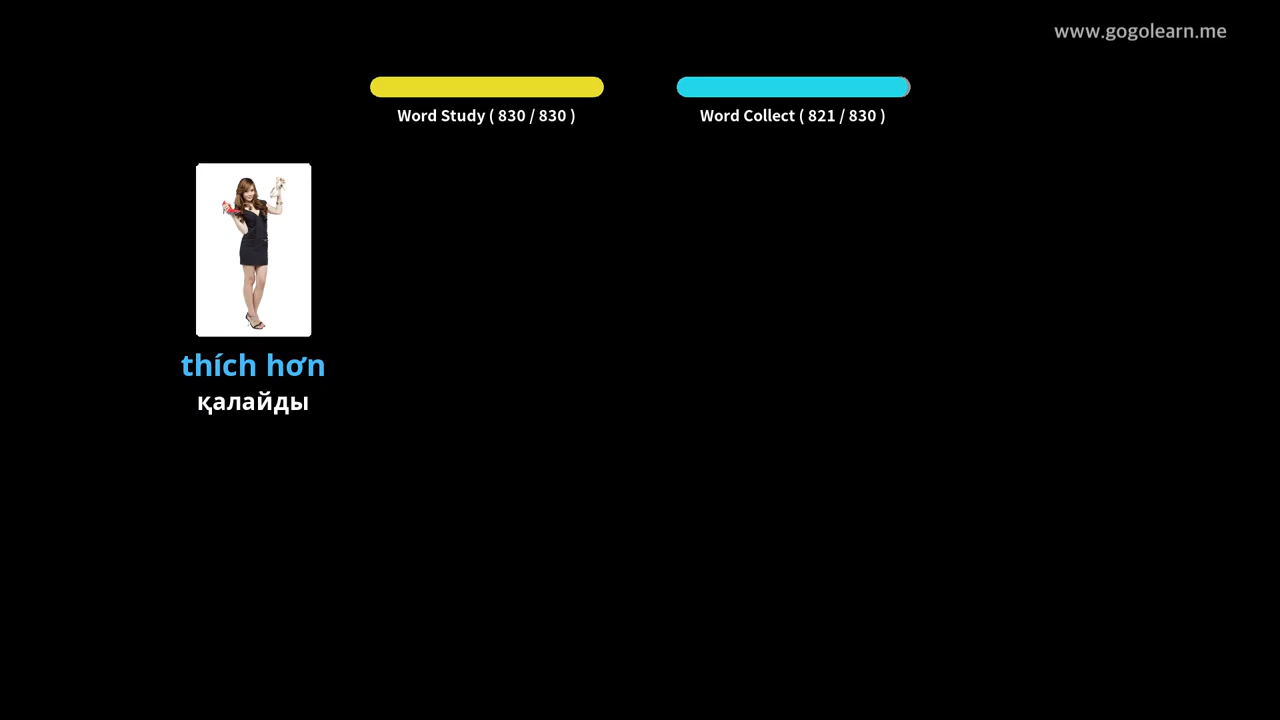 www.gogolearn.me
Word Study ( 830 / 830 )
Word Collect ( 821 / 830 )
thích hơn
қалайды